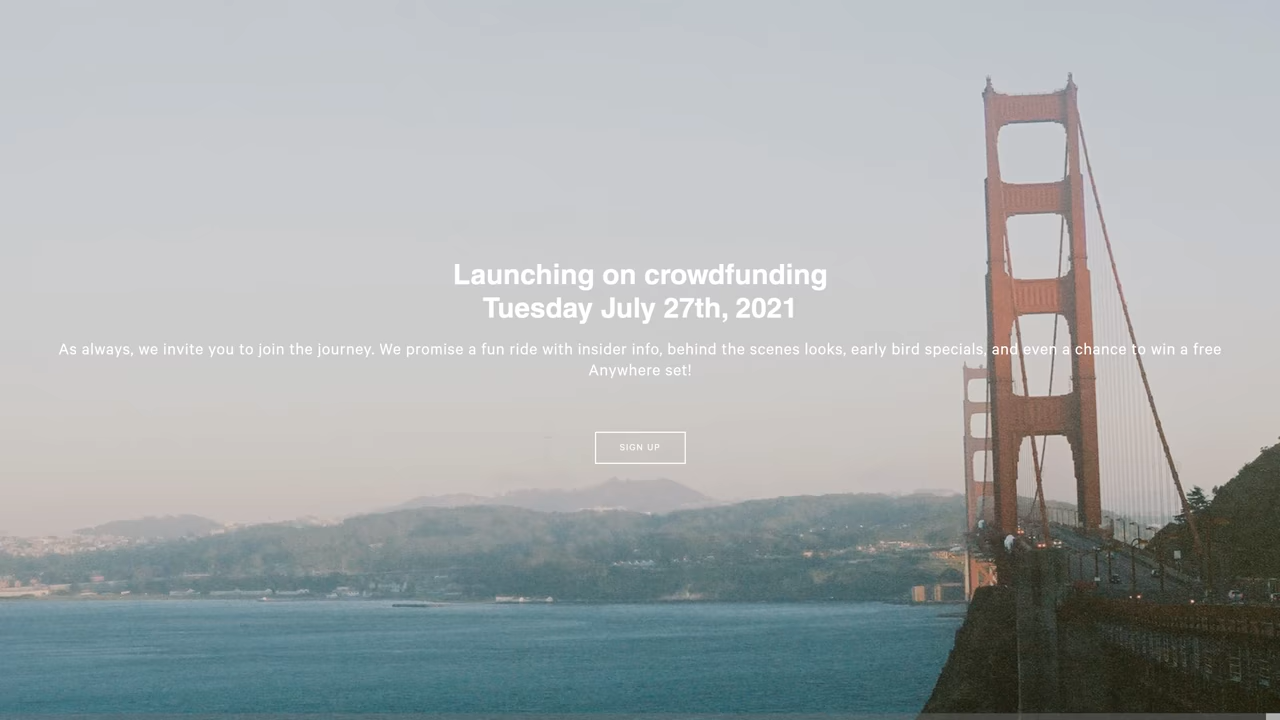 Launching on crowdfunding
Tuesday July 27th, 2021
As always, we invite you to join the journey. We promise a fun ride with insider info, behind the scenes looks, early bird specials, and even a chance to win a free
Anywhere set!
SIGN UP